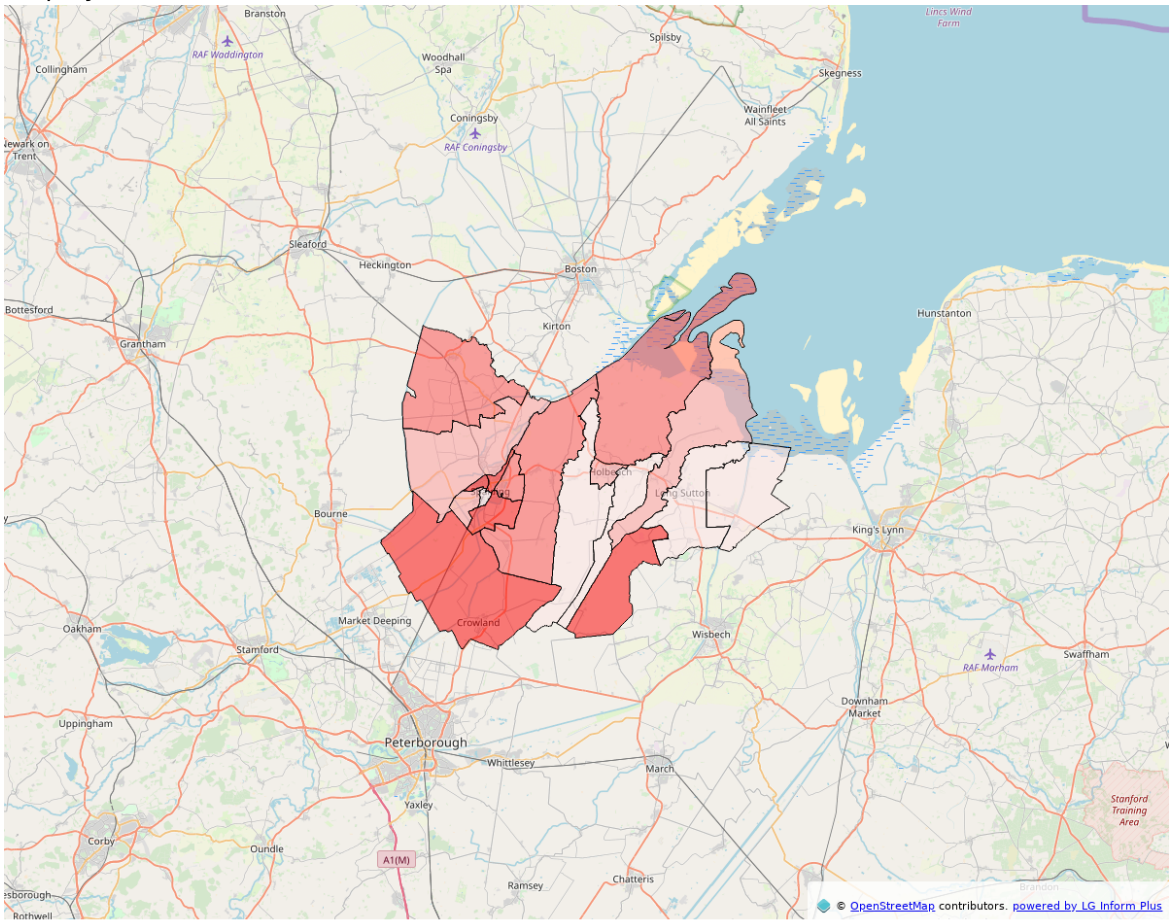 Branston
Lincs Wind
Farm
RAF Waddington
Spilsby
Woodhall
Spa
Collingham
Skegness
Wainfleet
All Saints
Coningsby
RAF Coningsby
Newark on
Trent
Sleaford
Heckington
Boston
Bottesford
Kirton
Hunstanton
Grantham
Holbeach
Spalding
Long Sutton
Bourne
King's Lynn
Market Deeping
Crowland
Oakham
Wisbech
Stamford
Swaffham
RAF Marham
Downham
Market
Uppingham
Peterborough
Whittlesey
March
Yaxley
Stanford
Training
Area
Corby
Oundle
A1(M)
Ramsey
Chatteris
Brandon
esborough
Rothwell
© OpenStreetMap contributors. powered by LG Inform Plus